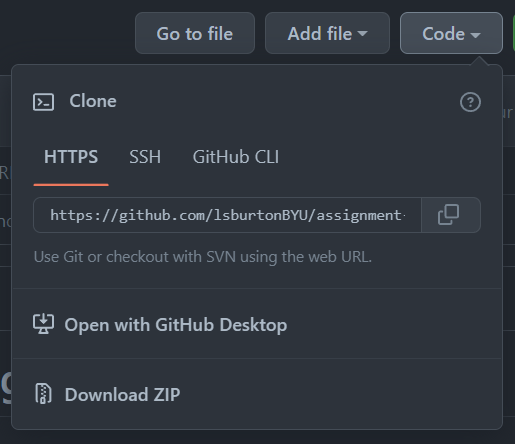 Go to file
Add file
Code
Clone
HTTPS
SSH
GitHub CLI
https://github.com/lsburtonBYU/assignment-
Use Git or checkout with SVN using the web URL.
Open with GitHub Desktop
Download ZIP